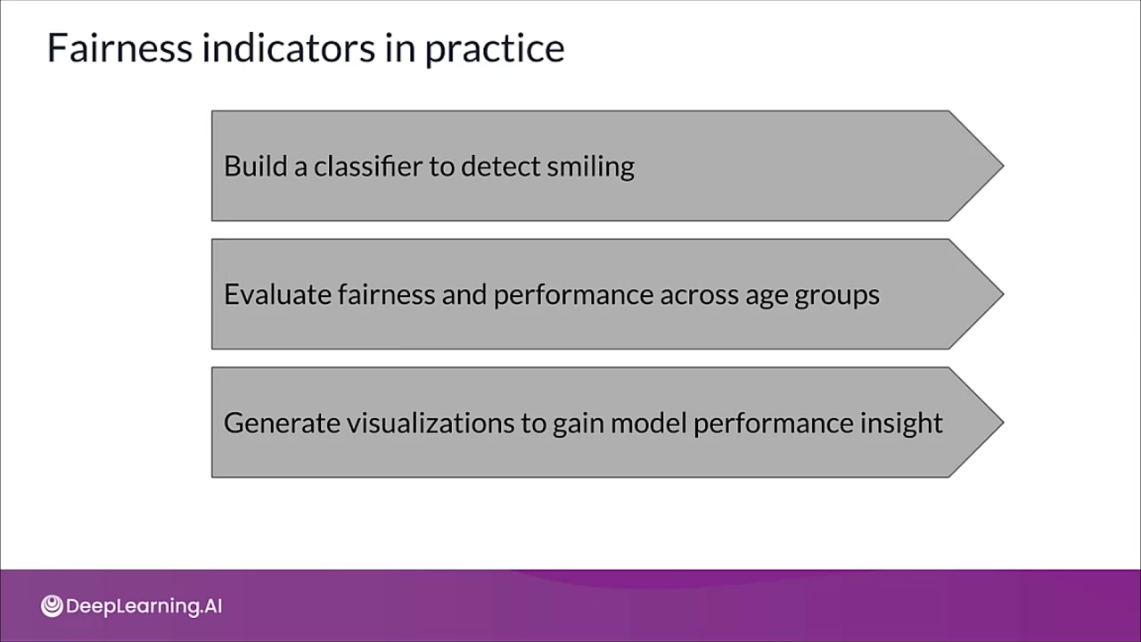 Fairness indicators in practice
Build a classifier to detect smiling
Evaluate fairness and performance across age groups
Generate visualizations to gain model performance insight
DeepLearning.AI